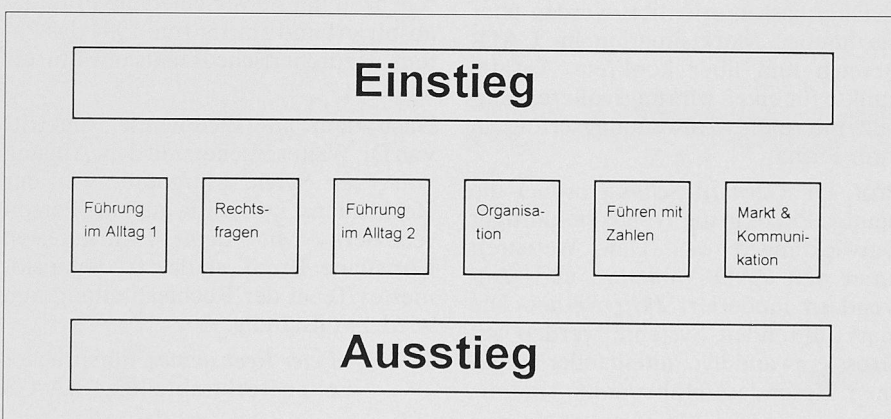 Einstieg
Führung
im Alltag 1
Rechts-
fragen
Führung
im Alltag 2
Organisa-
tion
Führen mit
Zahlen
Markt &
Kommuni-
kation
Ausstieg